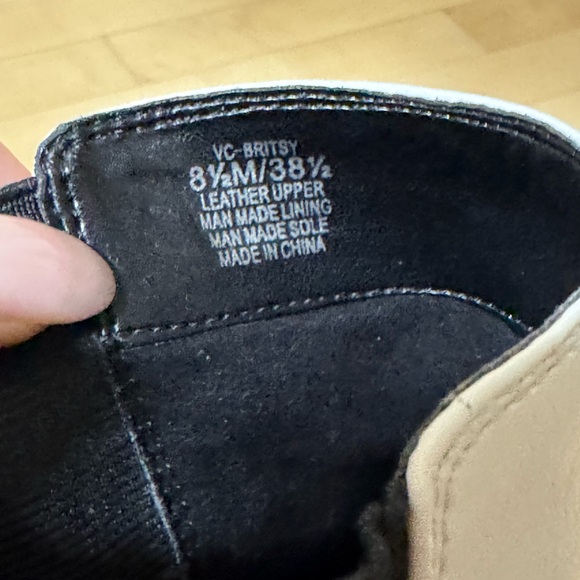 VC-BRITSY
8½M/38½
LEATHER UPPER
MAN MADE LINING
MAN MADE SOLE
MADE IN CHINA